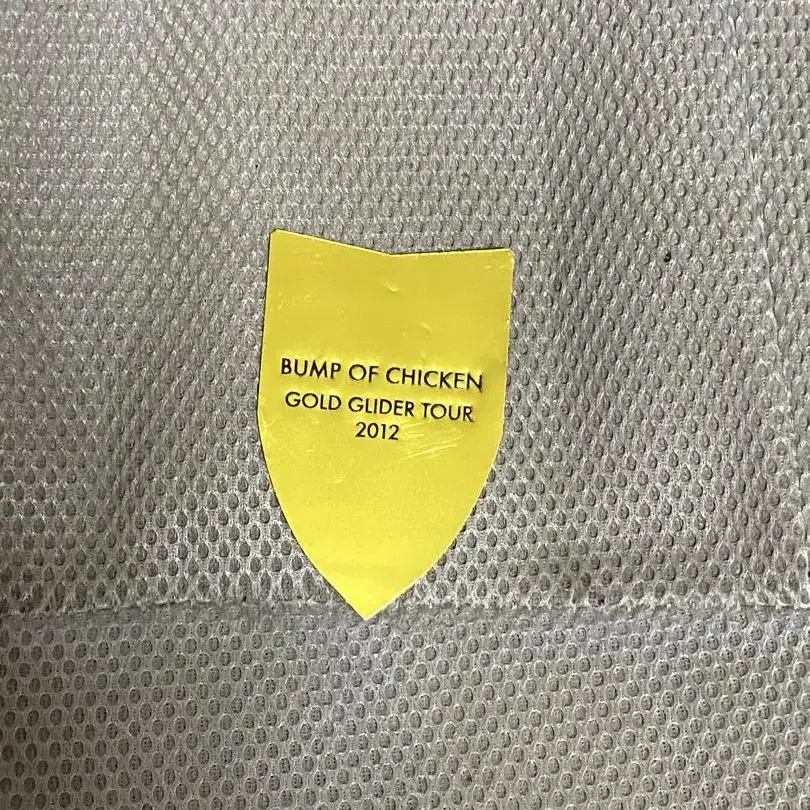 BUMP OF CHICKEN
GOLD GLIDER TOUR
2012